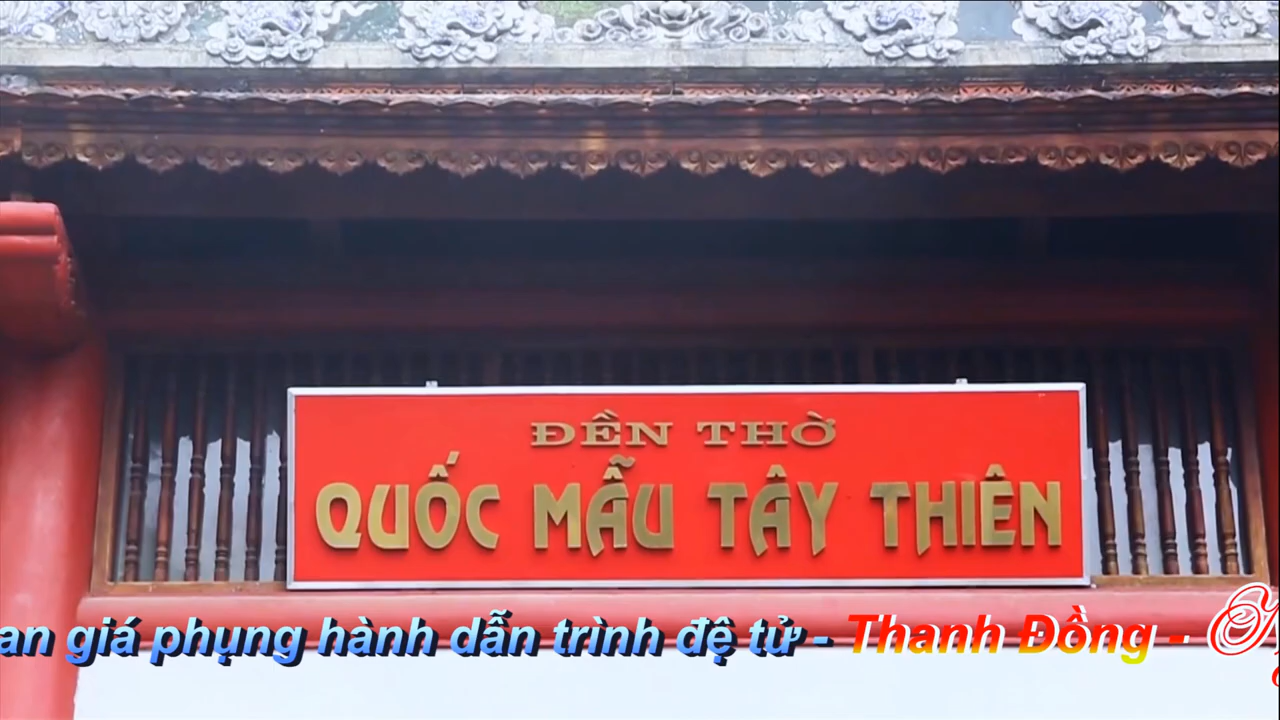 ĐỀN THỜ
QUỐC MẪU TÂY THIÊN
an giá phụng hành dẫn trình đệ tử - Thanh Đồng -